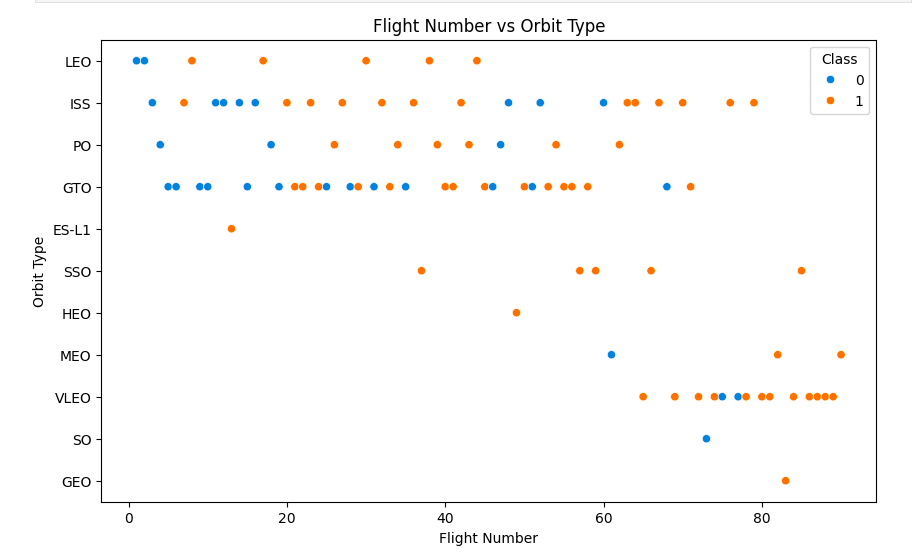 Flight Number vs Orbit Type
Class
0
1
LEO
ISS
PO
GTO
ES-L1
SSO
HEO
MEO
VLEO
SO
GEO
Orbit Type
0 20 40 60 80
Flight Number